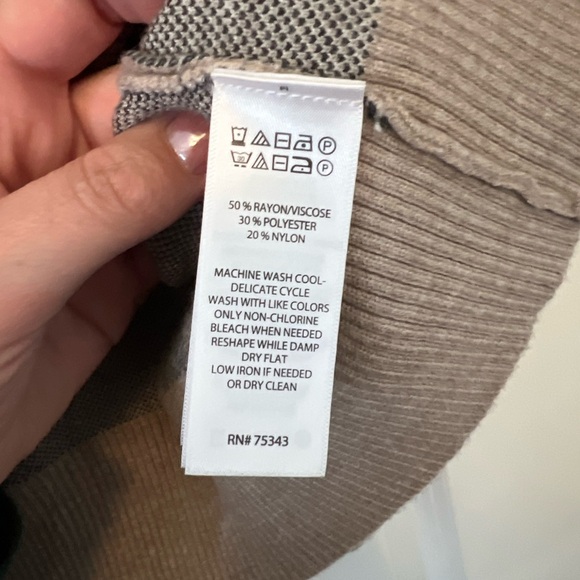 P
30 P
50 % RAYON/VISCOSE
30 % POLYESTER
20 % NYLON
MACHINE WASH COOL-
DELICATE CYCLE
WASH WITH LIKE COLORS
ONLY NON-CHLORINE
BLEACH WHEN NEEDED
RESHAPE WHILE DAMP
DRY FLAT
LOW IRON IF NEEDED
OR DRY CLEAN
RN# 75343